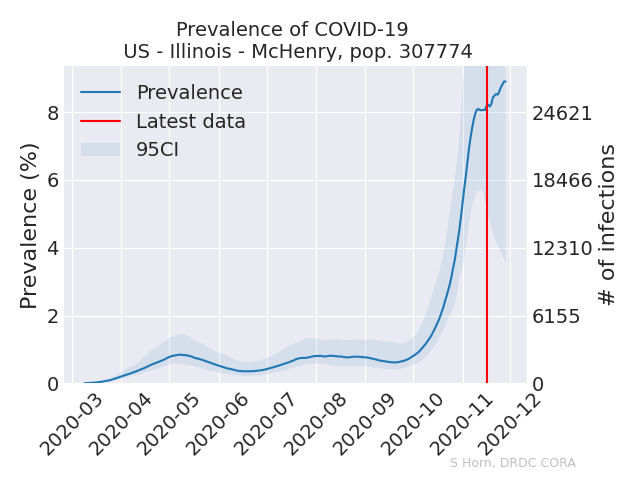 Prevalence of COVID-19
US - Illinois - McHenry, pop. 307774
Prevalence
Latest data
95CI
Prevalence (%)
8
6
4
2
0
24621
18466
12310
6155
0
# of infections
2020-03
2020-04
2020-05
2020-06
2020-07
2020-08
2020-09
2020-10
2020-11
2020-12
S Horn, DRDC CORA